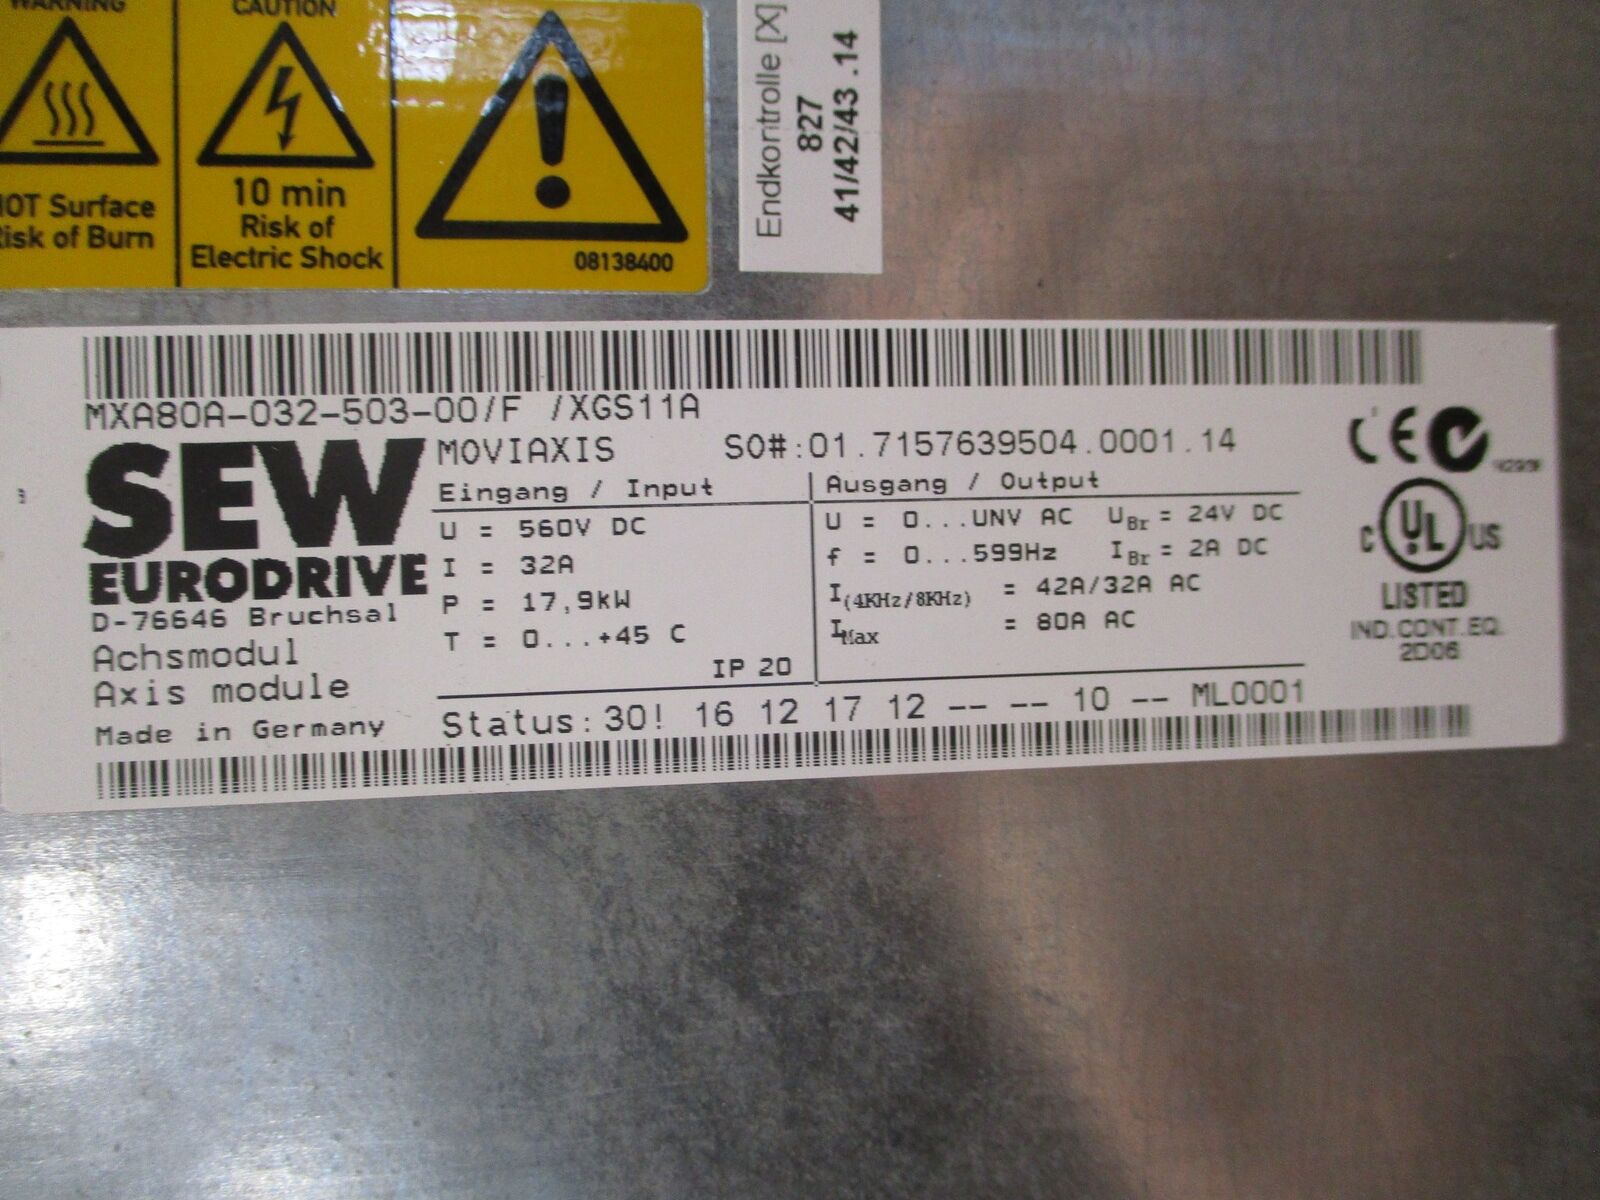 WARNING
HOT Surface
Risk of Burn
CAUTION
10 min
Risk of
Electric Shock
08138400
Endkontrolle [X]
827
41/42/43 .14
MXA80A-032-503-00/F /XGS11A
SEW
EURODRIVE
D-76646 Bruchsal
Achsmodul
Axis module
Made in Germany
MOVIAXIS SO#:01.7157639504.0001.14
Eingang / Input
U = 560V DC
I = 32A
P = 17,9kW
T = 0...+45 C
IP 20
Ausgang / Output
U = 0...UNV AC UBr = 24V DC
f = 0...599Hz IBr = 2A DC
I(4KHz/8KHz) = 42A/32A AC
IMax = 80A AC
Status: 30! 16 12 17 12 -- -- 10 -- ML0001
CE
C UL US
LISTED
IND.CONT.EQ.
2D06